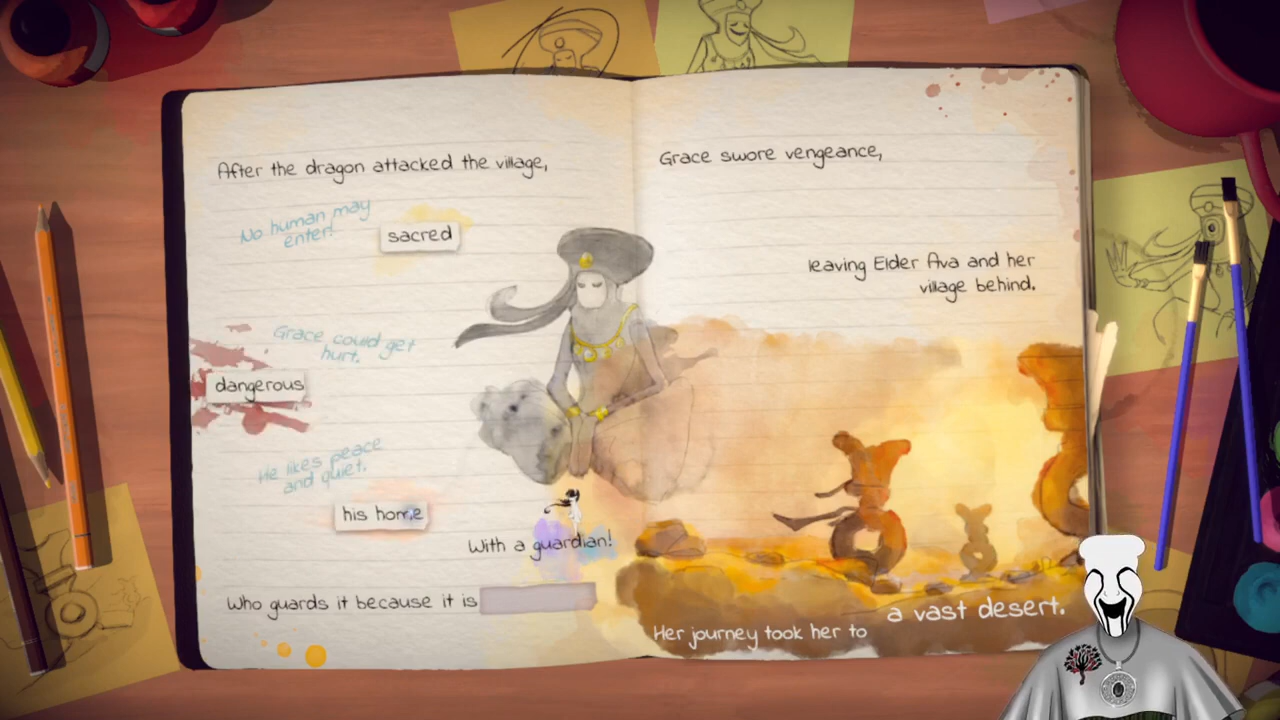 After the dragon attacked the village,
No human may
enter!
sacred
Grace could get
hurt.
dangerous
He likes peace
and quiet.
his home
With a guardian!
Who guards it because it is
Grace swore vengeance,
leaving Elder Ava and her
village behind.
a vast desert.
Her journey took her to